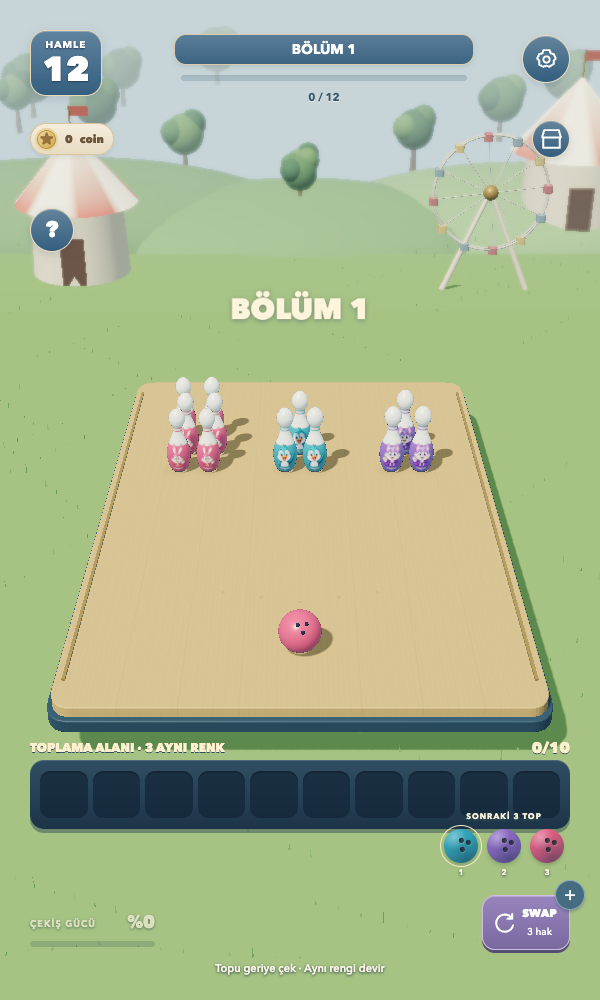 HAMLE
12
BÖLÜM 1
0 / 12
0 coin
?
BÖLÜM 1
TOPLAMA ALANI · 3 AYNI RENK
0/10
SONRAKİ 3 TOP
1 2 3
ÇEKİŞ GÜCÜ %0
+
SWAP
3 hak
Topu geriye çek · Aynı rengi devir